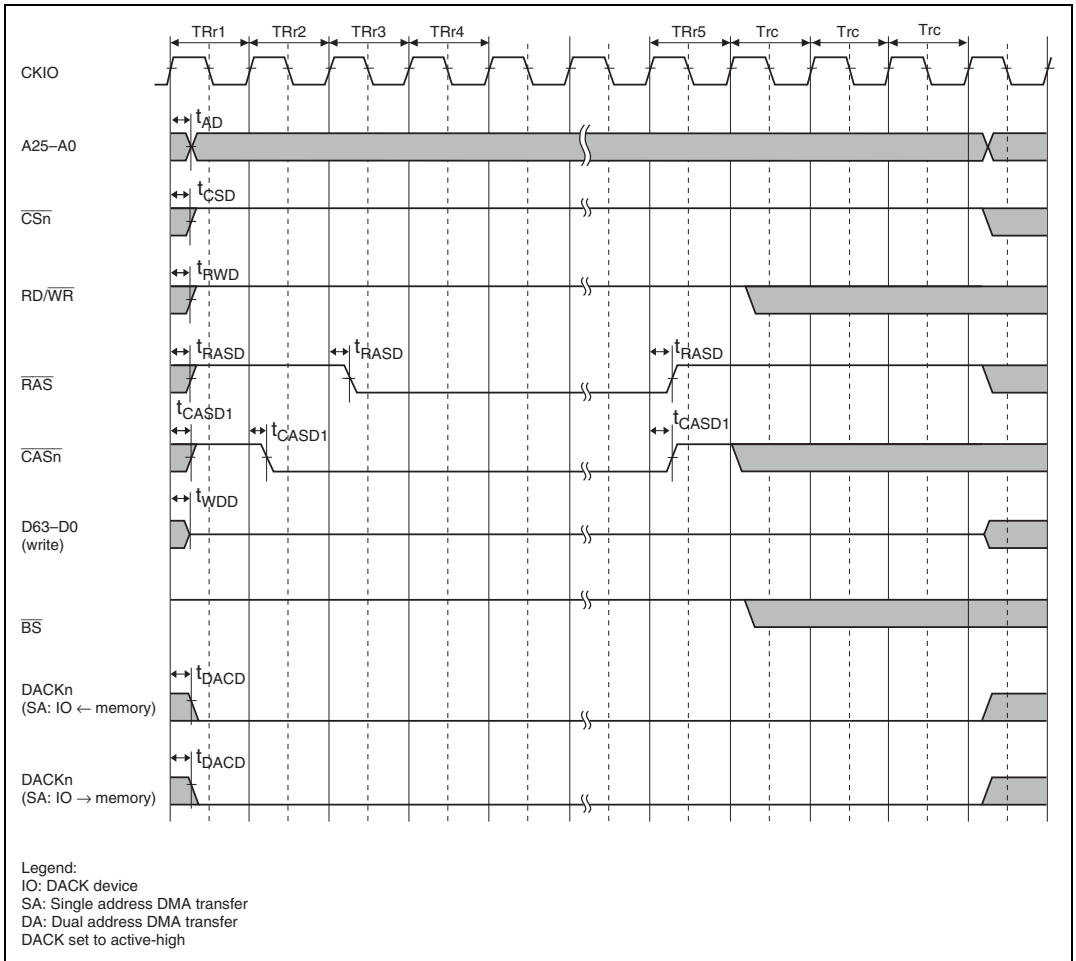 TRr1 TRr2 TRr3 TRr4 TRr5 Trc Trc Trc
CKIO
tAD
A25–A0
tCSD
CSn
tRWD
RD/WR
tRASD tRASD tRASD
RAS
tCASD1 tCASD1 tCASD1
CASn
tWDD
D63–D0
(write)
BS
tDACD
DACKn
(SA: IO ← memory)
tDACD
DACKn
(SA: IO → memory)
Legend:
IO: DACK device
SA: Single address DMA transfer
DA: Dual address DMA transfer
DACK set to active-high